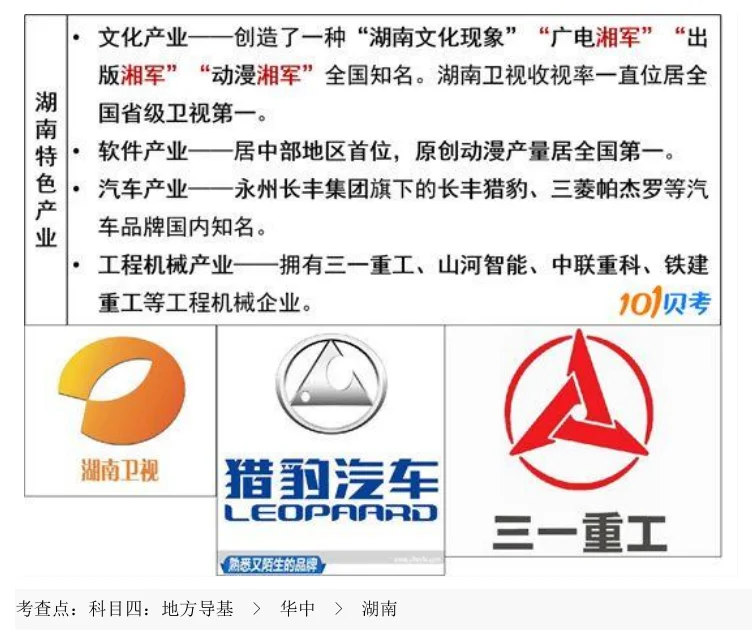 湖南特色产业
• 文化产业——创造了一种“湖南文化现象”“广电湘军”“出
版湘军”“动漫湘军”全国知名。湖南卫视收视率一直位居全
国省级卫视第一。
• 软件产业——居中部地区首位，原创动漫产量居全国第一。
• 汽车产业——永州长丰集团旗下的长丰猎豹、三菱帕杰罗等汽
车品牌国内知名。
• 工程机械产业——拥有三一重工、山河智能、中联重科、铁建
重工等工程机械企业。
101贝考
湖南卫视
猎豹汽车
LEOPAARD
熟悉又陌生的品牌
三一重工
考查点：科目四：地方导基 > 华中 > 湖南